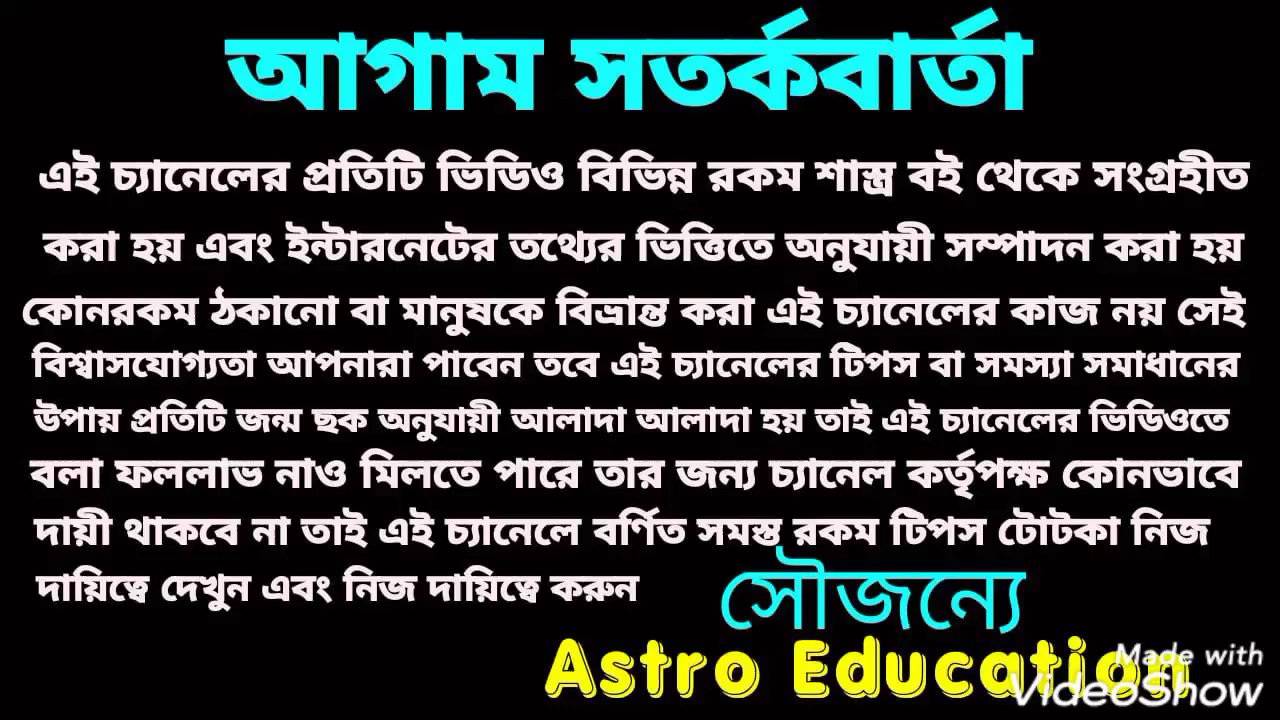 আগাম সতর্কবার্তা
এই চ্যানেলের প্রতিটি ভিডিও বিভিন্ন রকম শাস্ত্র বই থেকে সংগ্রহীত
করা হয় এবং ইন্টারনেটের তথ্যের ভিত্তিতে অনুযায়ী সম্পাদন করা হয়
কোনরকম ঠকানো বা মানুষকে বিভ্রান্ত করা এই চ্যানেলের কাজ নয় সেই
বিশ্বাসযোগ্যতা আপনারা পাবেন তবে এই চ্যানেলের টিপস বা সমস্যা সমাধানের
উপায় প্রতিটি জন্ম ছক অনুযায়ী আলাদা আলাদা হয় তাই এই চ্যানেলের ভিডিওতে
বলা ফললাভ নাও মিলতে পারে তার জন্য চ্যানেল কর্তৃপক্ষ কোনভাবে
দায়ী থাকবে না তাই এই চ্যানেলে বর্ণিত সমস্ত রকম টিপস টোটকা নিজ
দায়িত্বে দেখুন এবং নিজ দায়িত্বে করুন
সৌজন্যে
Astro Education
Made with
VideoShow